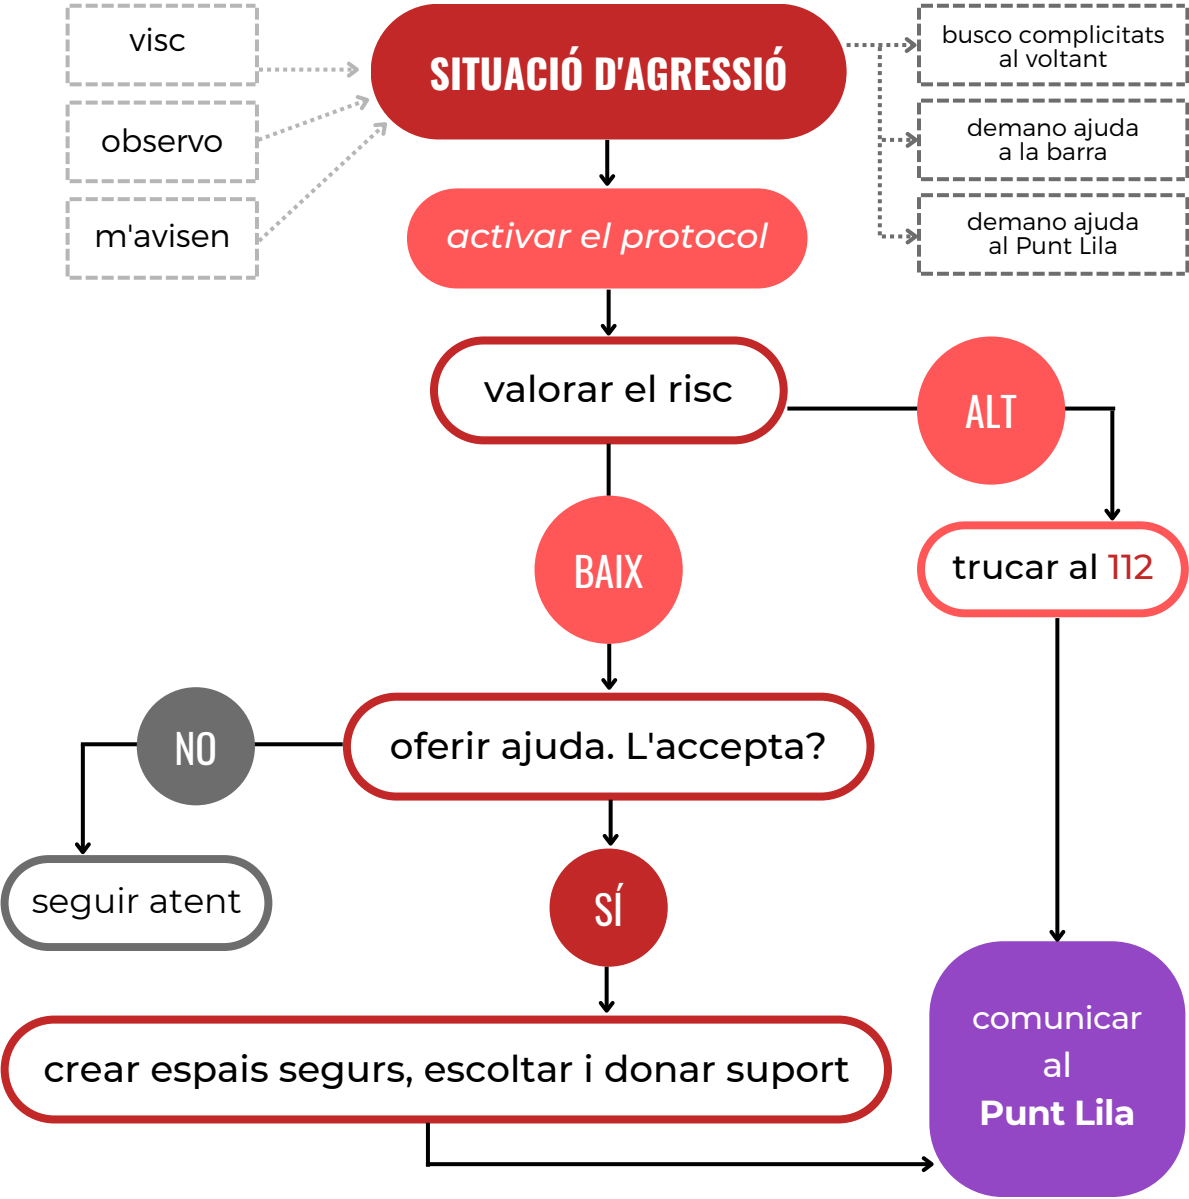 visc
observo
m'avisen
SITUACIÓ D'AGRESSIÓ
busco complicitats
al voltant
demano ajuda
a la barra
demano ajuda
al Punt Lila
activar el protocol
valorar el risc
ALT
trucar al 112
BAIX
oferir ajuda. L'accepta?
NO
seguir atent
SÍ
crear espais segurs, escoltar i donar suport
comunicar
al
Punt Lila